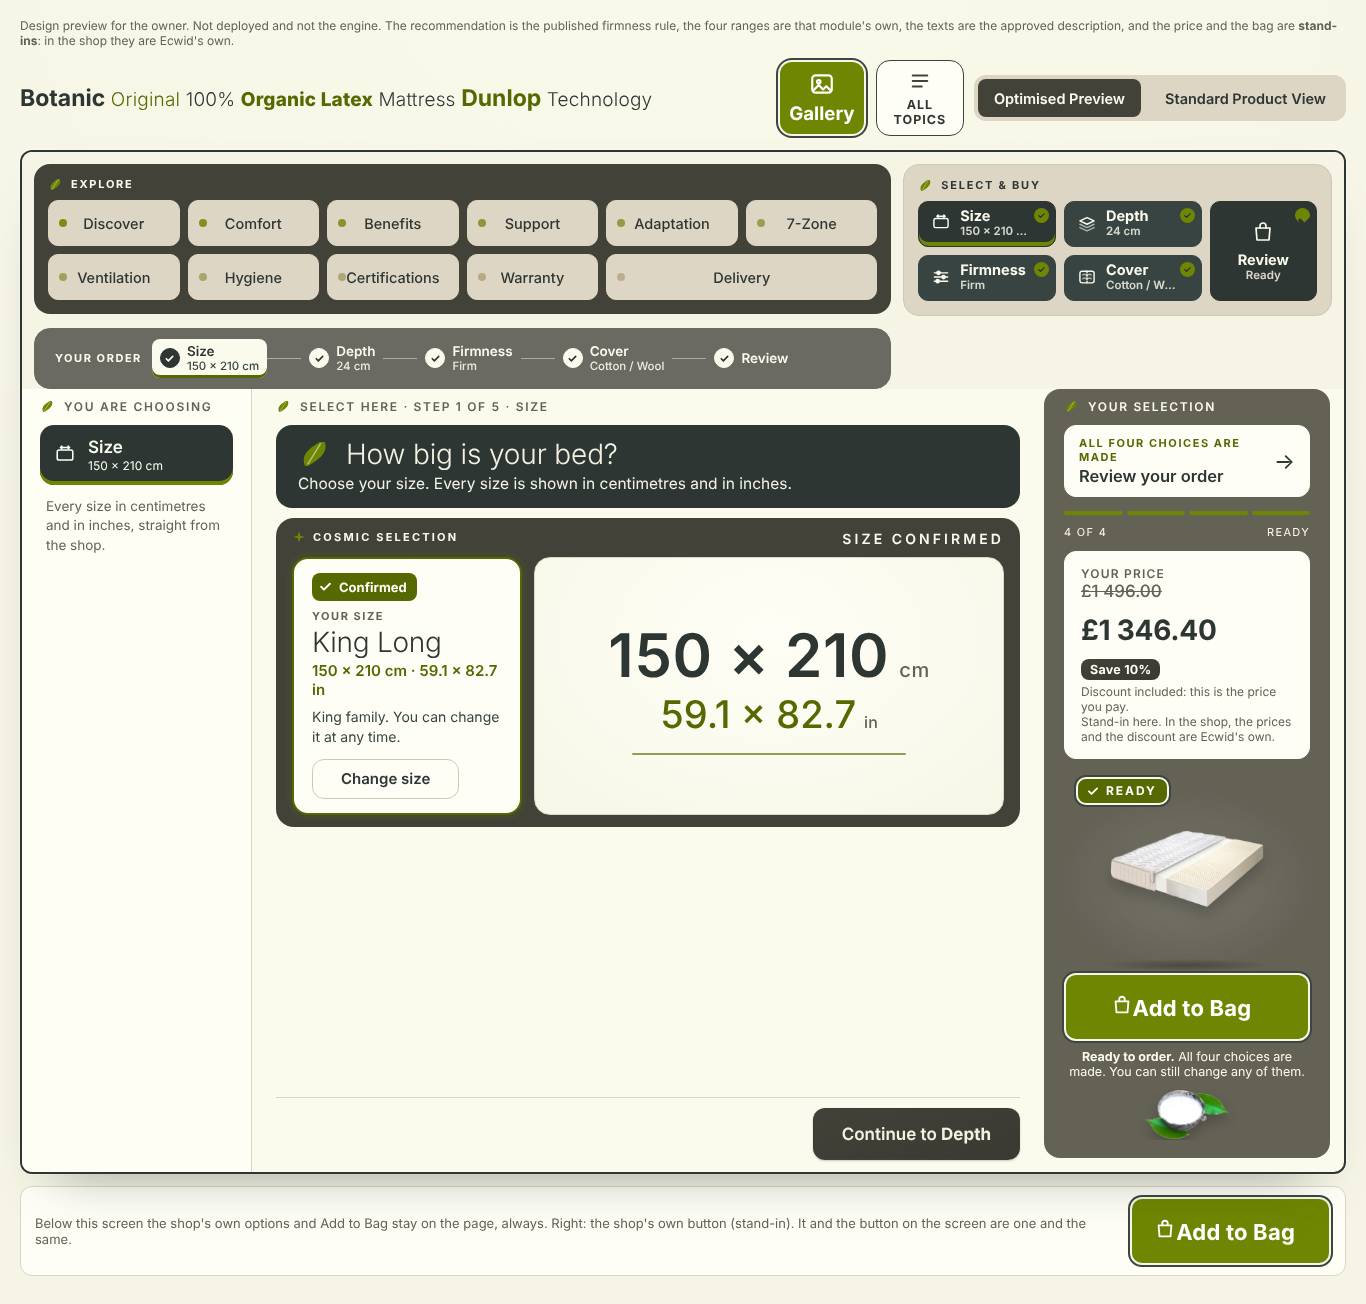 Design preview for the owner. Not deployed and not the engine. The recommendation is the published firmness rule, the four ranges are that module's own, the texts are the approved description, and the price and the bag are stand-
ins: in the shop they are Ecwid's own.
Botanic Original 100% Organic Latex Mattress Dunlop Technology
Gallery
ALL
TOPICS
Optimised Preview
Standard Product View
EXPLORE
Discover
Comfort
Benefits
Support
Adaptation
7-Zone
Ventilation
Hygiene
Certifications
Warranty
Delivery
SELECT & BUY
Size
150 × 210 ...
Depth
24 cm
Firmness
Firm
Cover
Cotton / W...
Review
Ready
YOUR ORDER
Size
150 × 210 cm
Depth
24 cm
Firmness
Firm
Cover
Cotton / Wool
Review
YOU ARE CHOOSING
Size
150 × 210 cm
Every size in centimetres
and in inches, straight from
the shop.
SELECT HERE · STEP 1 OF 5 · SIZE
How big is your bed?
Choose your size. Every size is shown in centimetres and in inches.
COSMIC SELECTION
SIZE CONFIRMED
Confirmed
YOUR SIZE
King Long
150 × 210 cm · 59.1 × 82.7
in
King family. You can change
it at any time.
Change size
150 × 210 cm
59.1 × 82.7 in
Continue to Depth
YOUR SELECTION
ALL FOUR CHOICES ARE
MADE
Review your order
4 OF 4
READY
YOUR PRICE
£1 496.00
£1 346.40
Save 10%
Discount included: this is the price
you pay.
Stand-in here. In the shop, the prices
and the discount are Ecwid's own.
READY
Add to Bag
Ready to order. All four choices are
made. You can still change any of them.
Below this screen the shop's own options and Add to Bag stay on the page, always. Right: the shop's own button (stand-in). It and the button on the screen are one and the
same.
Add to Bag